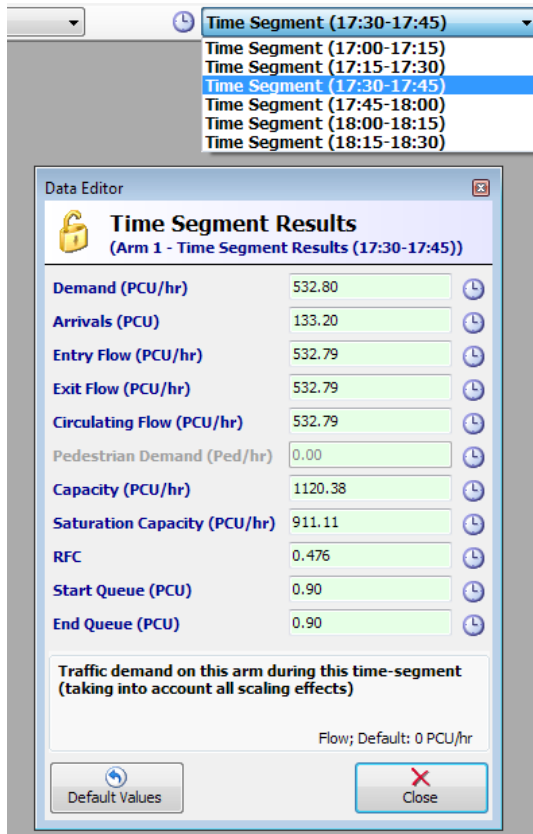 Time Segment (17:30-17:45)
Time Segment (17:00-17:15)
Time Segment (17:15-17:30)
Time Segment (17:30-17:45)
Time Segment (17:45-18:00)
Time Segment (18:00-18:15)
Time Segment (18:15-18:30)
Data Editor
Time Segment Results
(Arm 1 - Time Segment Results (17:30-17:45))
Demand (PCU/hr) 532.80
Arrivals (PCU) 133.20
Entry Flow (PCU/hr) 532.79
Exit Flow (PCU/hr) 532.79
Circulating Flow (PCU/hr) 532.79
Pedestrian Demand (Ped/hr) 0.00
Capacity (PCU/hr) 1120.38
Saturation Capacity (PCU/hr) 911.11
RFC 0.476
Start Queue (PCU) 0.90
End Queue (PCU) 0.90
Traffic demand on this arm during this time-segment
(taking into account all scaling effects)
Flow; Default: 0 PCU/hr
Default Values Close